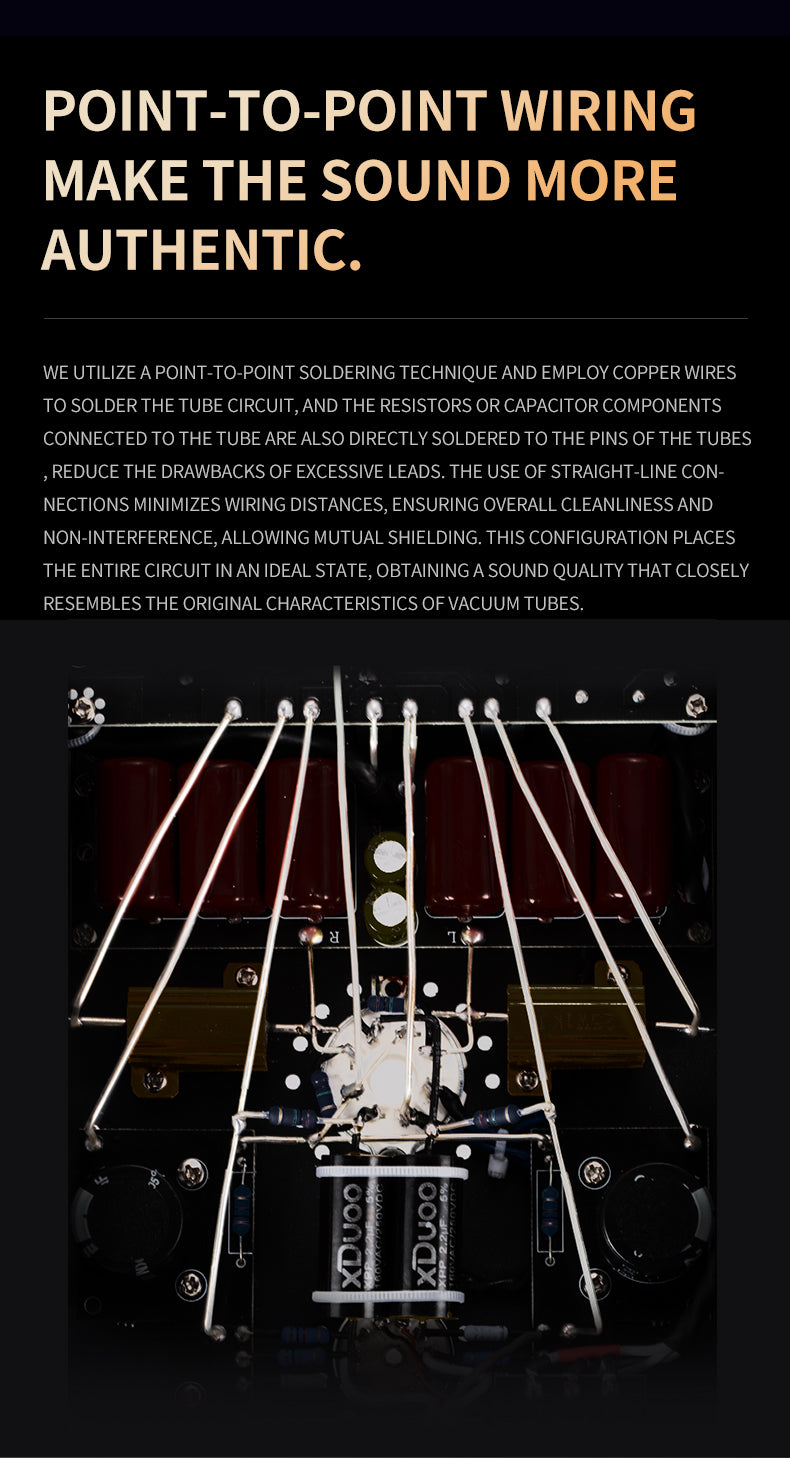 POINT-TO-POINT WIRING
MAKE THE SOUND MORE
AUTHENTIC.
WE UTILIZE A POINT-TO-POINT SOLDERING TECHNIQUE AND EMPLOY COPPER WIRES
TO SOLDER THE TUBE CIRCUIT, AND THE RESISTORS OR CAPACITOR COMPONENTS
CONNECTED TO THE TUBE ARE ALSO DIRECTLY SOLDERED TO THE PINS OF THE TUBES
, REDUCE THE DRAWBACKS OF EXCESSIVE LEADS. THE USE OF STRAIGHT-LINE CON-
NECTIONS MINIMIZES WIRING DISTANCES, ENSURING OVERALL CLEANLINESS AND
NON-INTERFERENCE, ALLOWING MUTUAL SHIELDING. THIS CONFIGURATION PLACES
THE ENTIRE CIRCUIT IN AN IDEAL STATE, OBTAINING A SOUND QUALITY THAT CLOSELY
RESEMBLES THE ORIGINAL CHARACTERISTICS OF VACUUM TUBES.
R
L
xDuoo
xDuoo